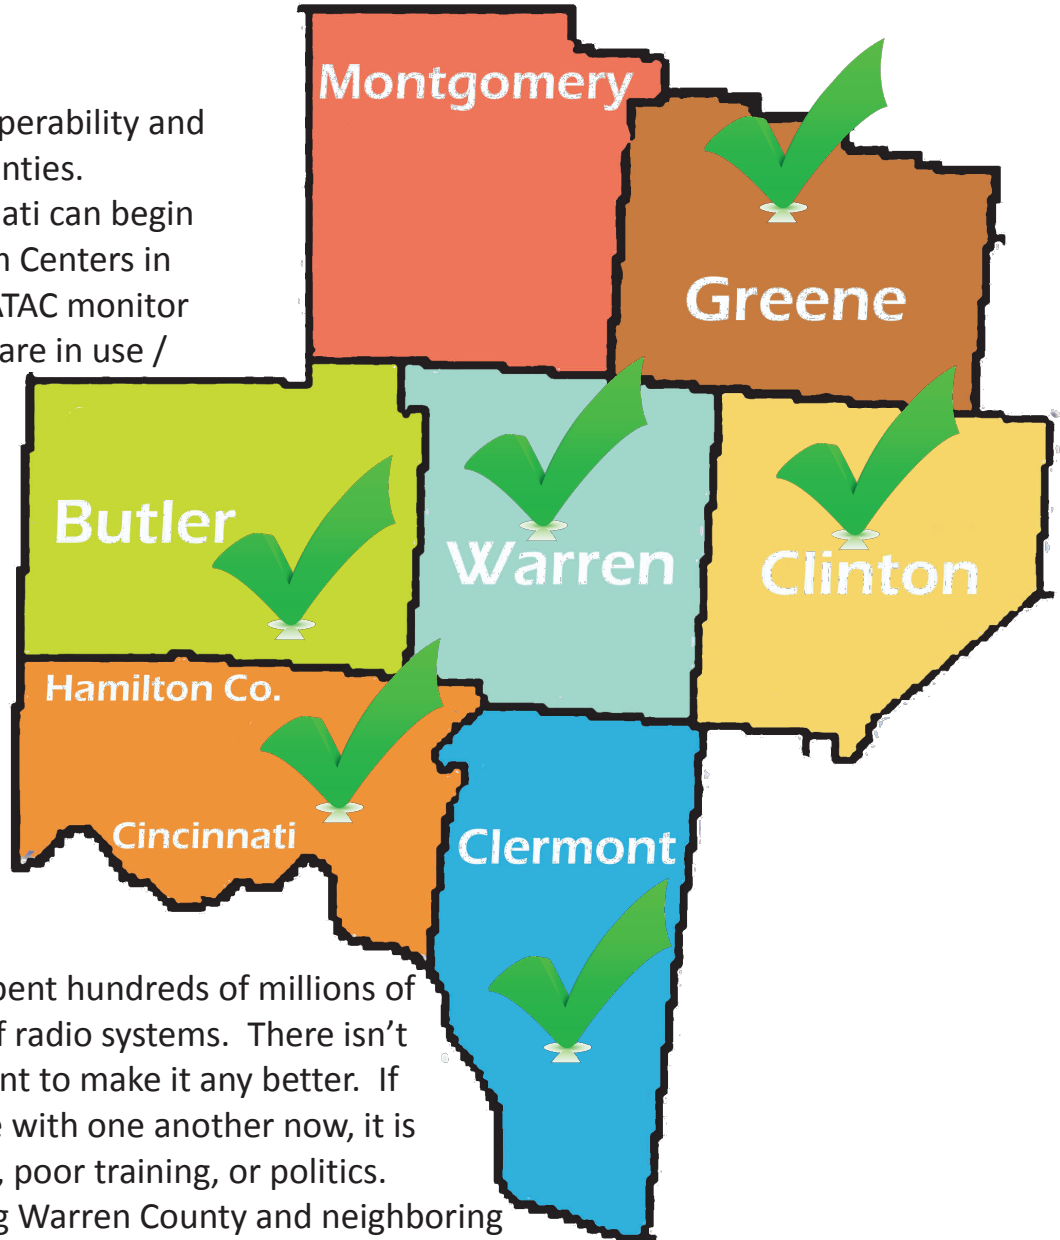 Montgomery
perability and
nties.
ati can begin
Centers in
TAC monitor
are in use /
Greene
Butler
Warren
Clinton
Hamilton Co.
Cincinnati
Clermont
pent hundreds of millions of
radio systems.  There isn’t
nt to make it any better.  If
with one another now, it is
, poor training, or politics.
g Warren County and neighboring